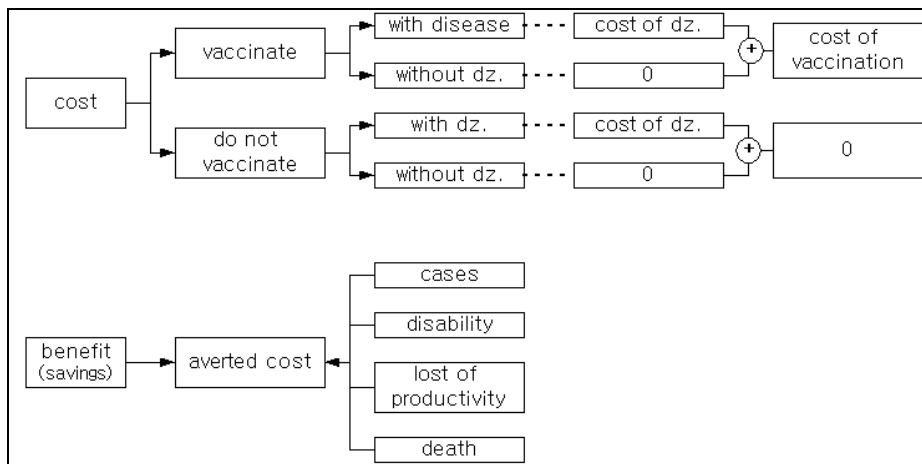 with disease
cost of dz.
vaccinate
+
cost of
vaccination
without dz.
0
cost
with dz.
cost of dz.
do not
vaccinate
+
0
without dz.
0
cases
disability
benefit
(savings)
averted cost
lost of
productivity
death